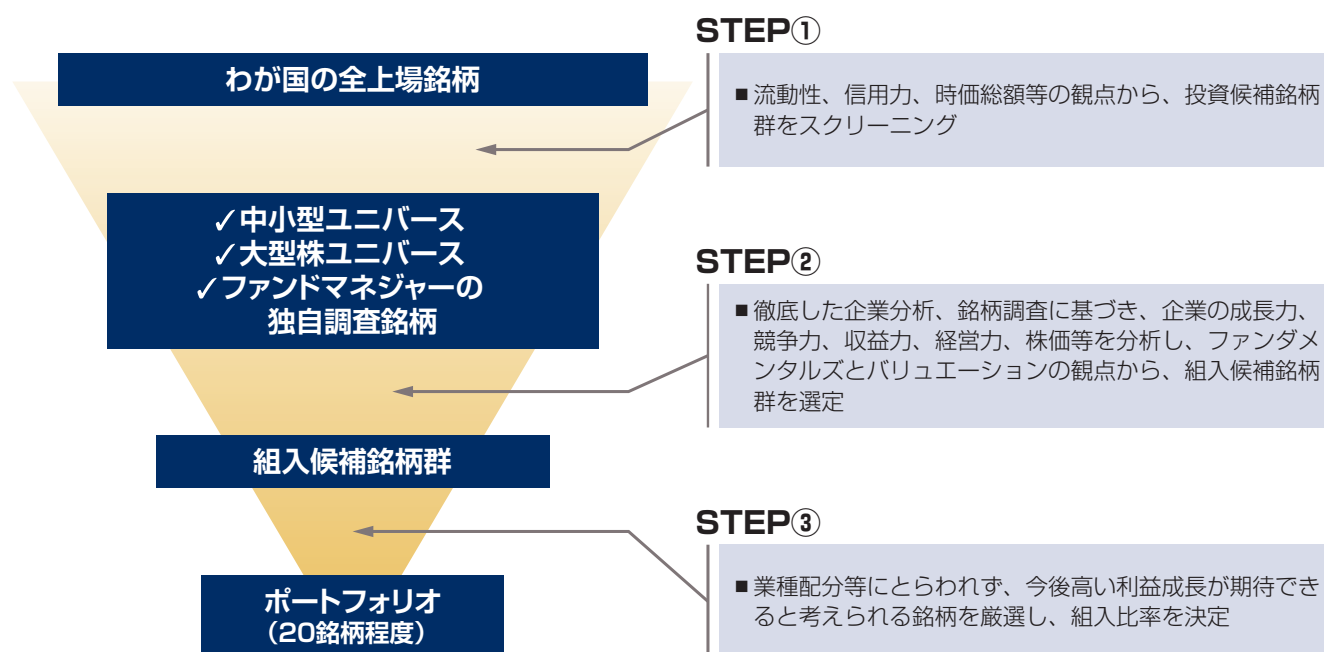 わが国の全上場銘柄
✓中小型ユニバース
✓大型株ユニバース
✓ファンドマネジャーの
独自調査銘柄
組入候補銘柄群
ポートフォリオ
（20銘柄程度）
STEP①
■流動性、信用力、時価総額等の観点から、投資候補銘柄
群をスクリーニング
STEP②
■徹底した企業分析、銘柄調査に基づき、企業の成長力、
競争力、収益力、経営力、株価等を分析し、ファンダメ
ンタルズとバリュエーションの観点から、組入候補銘柄
群を選定
STEP③
■業種配分等にとらわれず、今後高い利益成長が期待でき
ると考えられる銘柄を厳選し、組入比率を決定